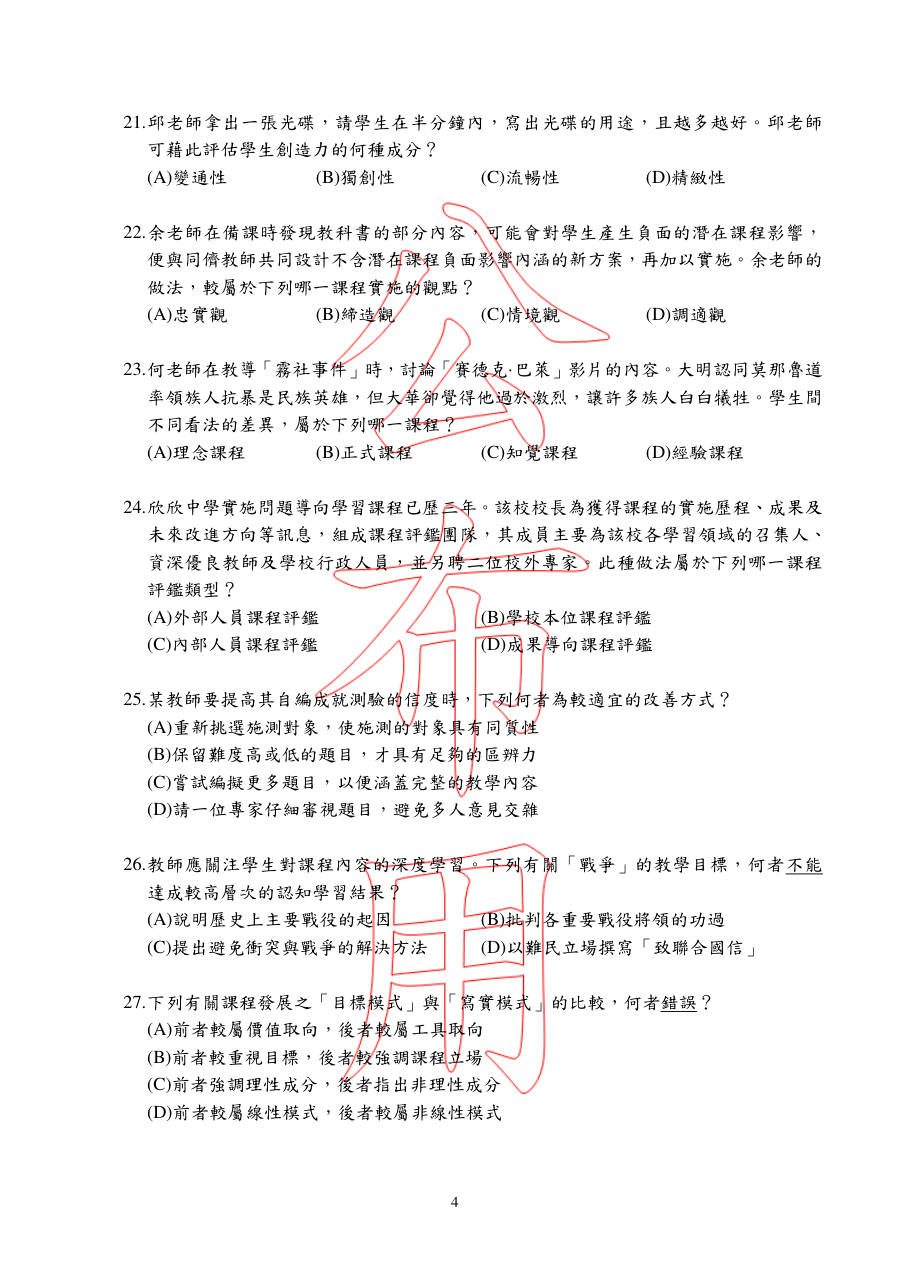 21.邱老師拿出一張光碟，請學生在半分鐘內，寫出光碟的用途，且越多越好。邱老師
可藉此評估學生創造力的何種成分？
(A)變通性 (B)獨創性 (C)流暢性 (D)精緻性
22.余老師在備課時發現教科書的部分內容，可能會對學生產生負面的潛在課程影響，
便與同儕教師共同設計不含潛在課程負面影響內涵的新方案，再加以實施。余老師的
做法，較屬於下列哪一課程實施的觀點？
(A)忠實觀 (B)締造觀 (C)情境觀 (D)調適觀
23.何老師在教導「霧社事件」時，討論「賽德克·巴萊」影片的內容。大明認同莫那魯道
率領族人抗暴是民族英雄，但大華卻覺得他過於激烈，讓許多族人白白犧牲。學生間
不同看法的差異，屬於下列哪一課程？
(A)理念課程 (B)正式課程 (C)知覺課程 (D)經驗課程
24.欣欣中學實施問題導向學習課程已歷三年。該校校長為獲得課程的實施歷程、成果及
未來改進方向等訊息，組成課程評鑑團隊，其成員主要為該校各學習領域的召集人、
資深優良教師及學校行政人員，並另聘二位校外專家。此種做法屬於下列哪一課程
評鑑類型？
(A)外部人員課程評鑑 (B)學校本位課程評鑑
(C)內部人員課程評鑑 (D)成果導向課程評鑑
25.某教師要提高其自編成就測驗的信度時，下列何者為較適宜的改善方式？
(A)重新挑選施測對象，使施測的對象具有同質性
(B)保留難度高或低的題目，才具有足夠的區辨力
(C)嘗試編擬更多題目，以便涵蓋完整的教學內容
(D)請一位專家仔細審視題目，避免多人意見交雜
26.教師應關注學生對課程內容的深度學習。下列有關「戰爭」的教學目標，何者不能
達成較高層次的認知學習結果？
(A)說明歷史上主要戰役的起因 (B)批判各重要戰役將領的功過
(C)提出避免衝突與戰爭的解決方法 (D)以難民立場撰寫「致聯合國信」
27.下列有關課程發展之「目標模式」與「寫實模式」的比較，何者錯誤？
(A)前者較屬價值取向，後者較屬工具取向
(B)前者較重視目標，後者較強調課程立場
(C)前者強調理性成分，後者指出非理性成分
(D)前者較屬線性模式，後者較屬非線性模式
公布用
4